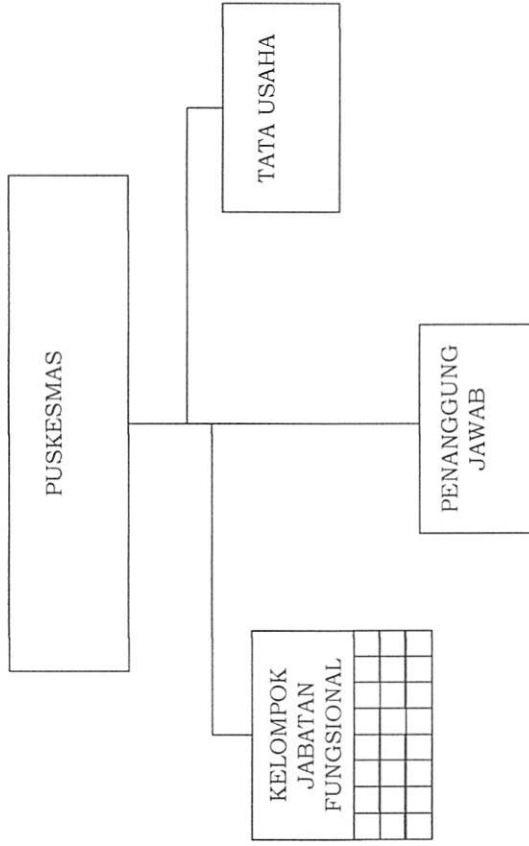 PUSKESMAS
TATA USAHA
KELOMPOK
JABATAN
FUNGSIONAL
PENANGGUNG
JAWAB